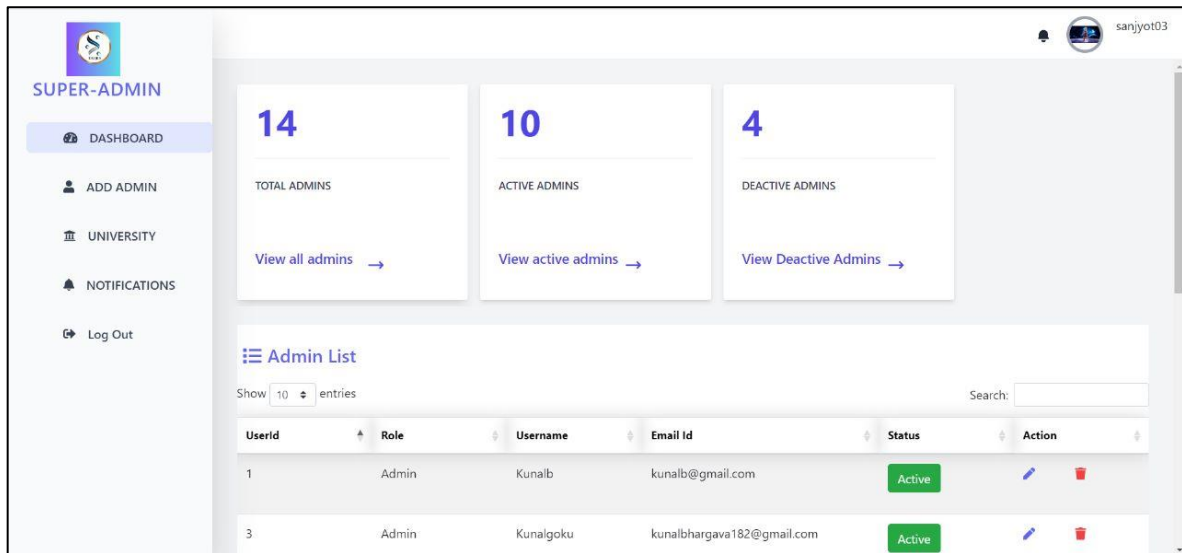 sanjyot03
SUPER-ADMIN
DASHBOARD
ADD ADMIN
UNIVERSITY
NOTIFICATIONS
Log Out
14
TOTAL ADMINS
View all admins →
10
ACTIVE ADMINS
View active admins →
4
DEACTIVE ADMINS
View Deactive Admins →
Admin List
Show 10 entries
Search:
UserId Role Username Email Id Status Action
1 Admin Kunalb kunalb@gmail.com Active
3 Admin Kunalgoku kunalbhargava182@gmail.com Active